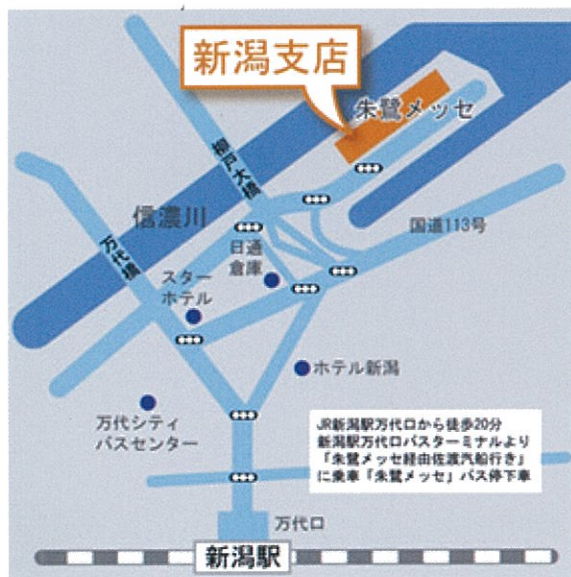 新潟支店
朱鷺メッセ
柳戸大橋
信濃川
国道113号
万代橋
日通
倉庫
スター
ホテル
ホテル新潟
万代シティ
バスセンター
JR新潟駅万代口から徒歩20分
新潟駅万代口バスターミナルより
「朱鷺メッセ経由佐渡汽船行き」
に乗車「朱鷺メッセ」バス停下車
万代口
新潟駅